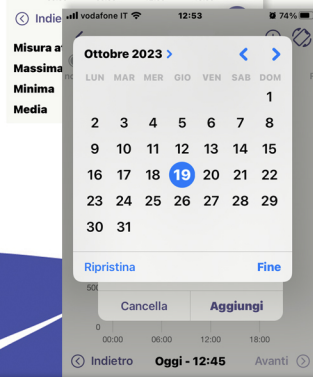 Indie
Misura a
Massima
Minima
Media
vodafone IT 12:53 74%
Ottobre 2023 >
LUN MAR MER GIO VEN SAB DOM
1
2 3 4 5 6 7 8
9 10 11 12 13 14 15
16 17 18 19 20 21 22
23 24 25 26 27 28 29
30 31
Ripristina Fine
500
Cancella Aggiungi
0
00:00 06:00 12:00 18:00
Indietro Oggi - 12:45 Avanti